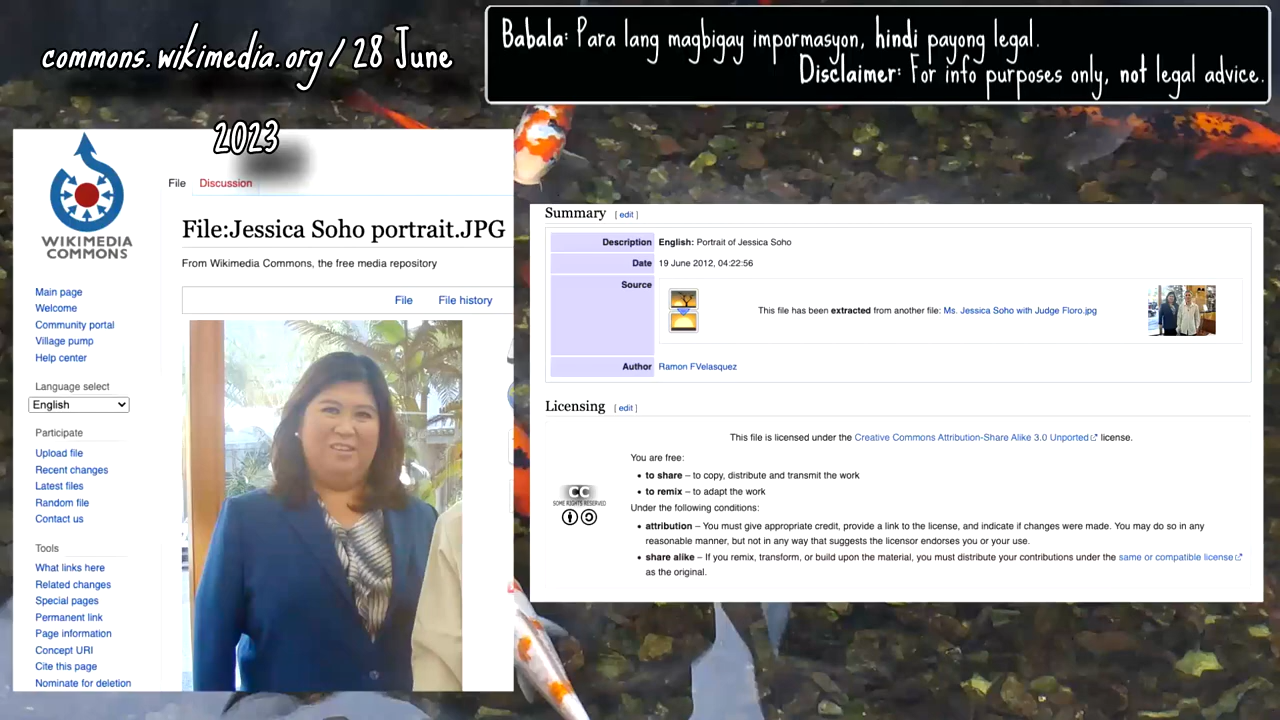 commons.wikimedia.org / 28 June
2023
Babala: Para lang magbigay impormasyon, hindi payong legal.
Disclaimer: For info purposes only, not legal advice.
WIKIMEDIA
COMMONS
Main page
Welcome
Community portal
Village pump
Help center
Language select
English
Participate
Upload file
Recent changes
Latest files
Random file
Contact us
Tools
What links here
Related changes
Special pages
Permanent link
Page information
Concept URI
Cite this page
Nominate for deletion
File Discussion
File:Jessica Soho portrait.JPG
From Wikimedia Commons, the free media repository
File File history
Summary [ edit ]
Description English: Portrait of Jessica Soho
Date 19 June 2012, 04:22:56
Source
This file has been extracted from another file: Ms. Jessica Soho with Judge Floro.jpg
Author Ramon FVelasquez
Licensing [ edit ]
This file is licensed under the Creative Commons Attribution-Share Alike 3.0 Unported license.
CC
SOME RIGHTS RESERVED
You are free:
• to share – to copy, distribute and transmit the work
• to remix – to adapt the work
Under the following conditions:
• attribution – You must give appropriate credit, provide a link to the license, and indicate if changes were made. You may do so in any
reasonable manner, but not in any way that suggests the licensor endorses you or your use.
• share alike – If you remix, transform, or build upon the material, you must distribute your contributions under the same or compatible license
as the original.